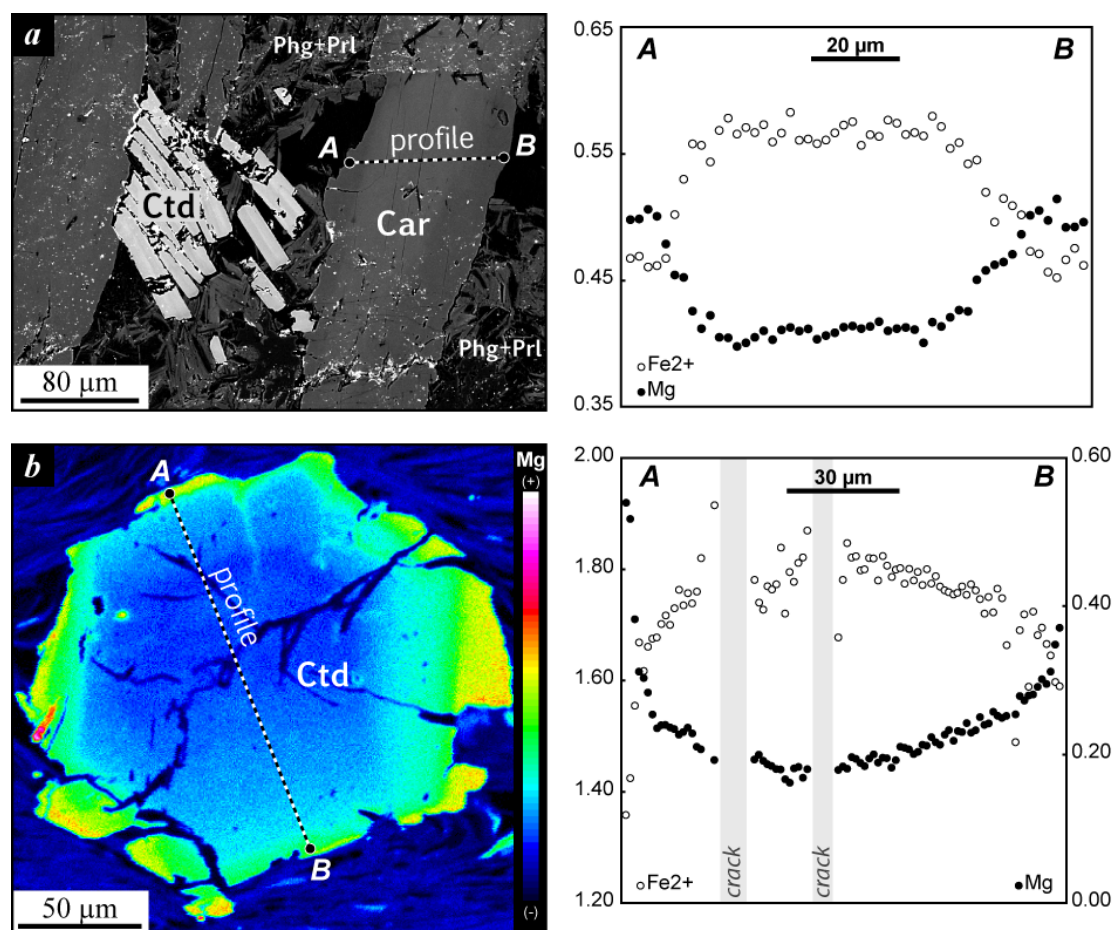 a
Phg+Prl
A
profile
B
Ctd
Car
Phg+Prl
80 µm
0.65
A
20 µm
B
0.55
0.45
Fe2+
Mg
0.35
b
A
Mg
(+)
profile
Ctd
B
50 µm
(-)
2.00
A
30 µm
B
0.60
1.80
1.60
1.40
1.20
0.40
0.20
0.00
crack
crack
Fe2+
Mg